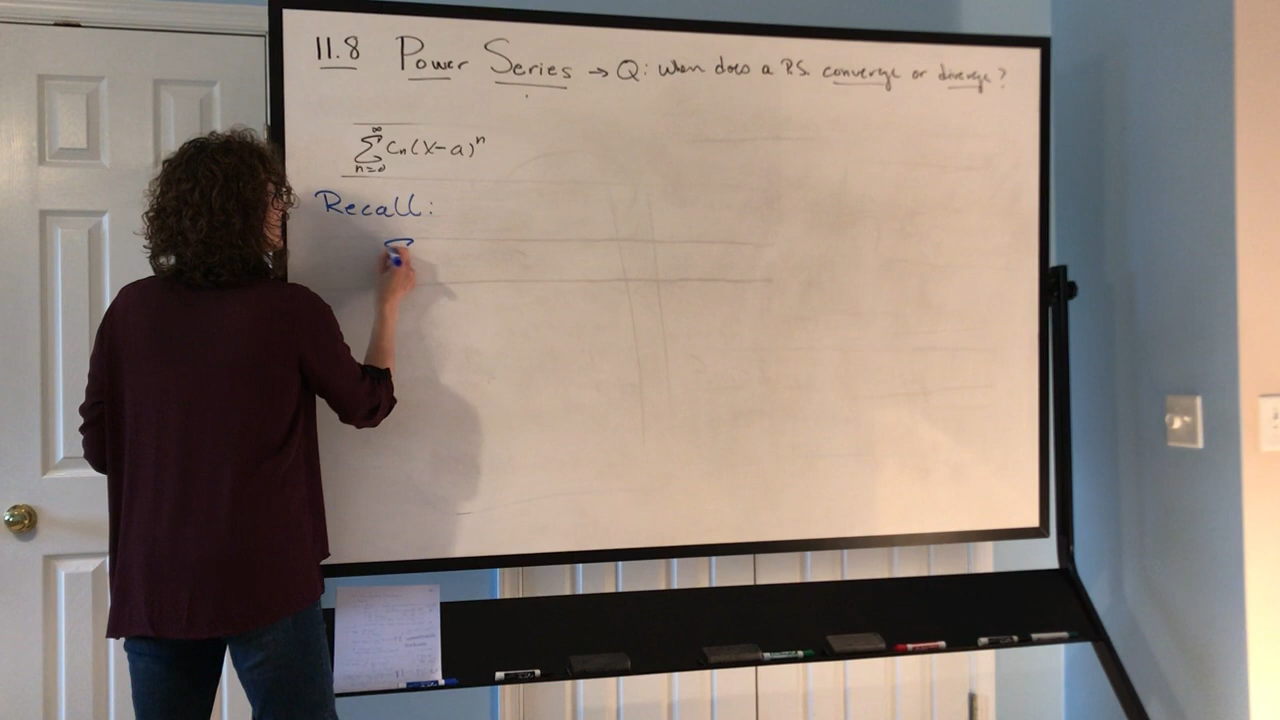 11.8 Power Series → Q: When does a P.S. converge or diverge?
∞
Σ Cn(x-a)^n
n=0
Recall: